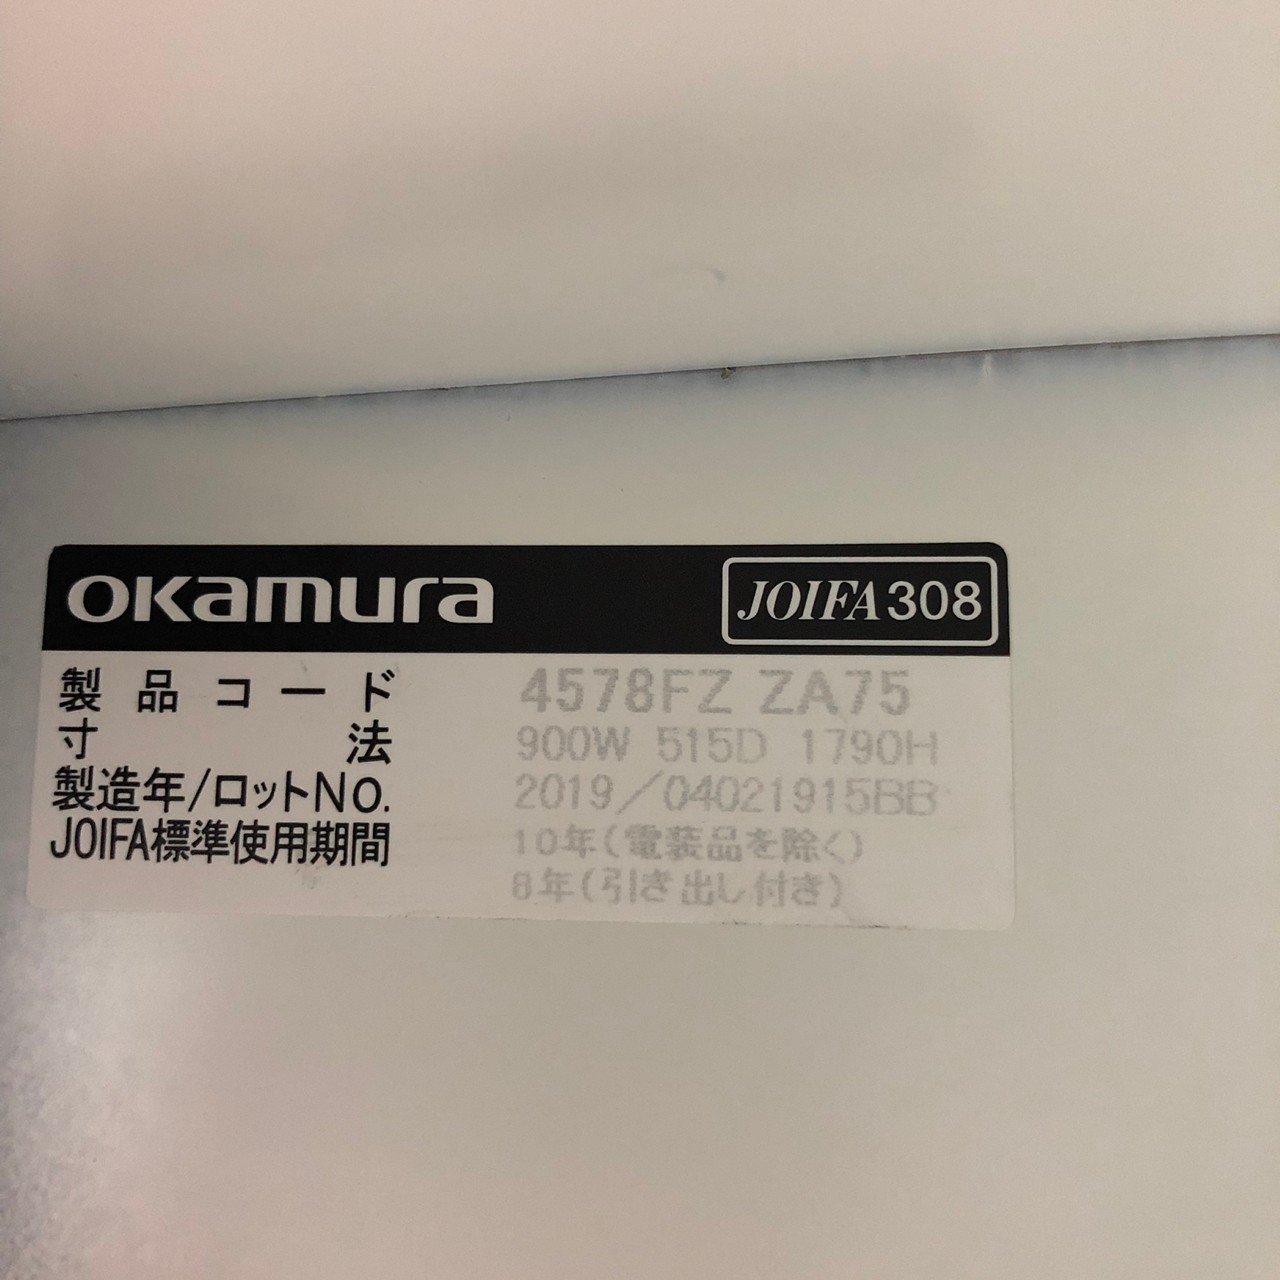 okamura JOIFA308
製品コード 4578FZ ZA75
寸法 900W 515D 1790H
製造年/ロットNo. 2019/04021915BB
JOIFA標準使用期間 10年(電装品を除く)
8年(引き出し付き)